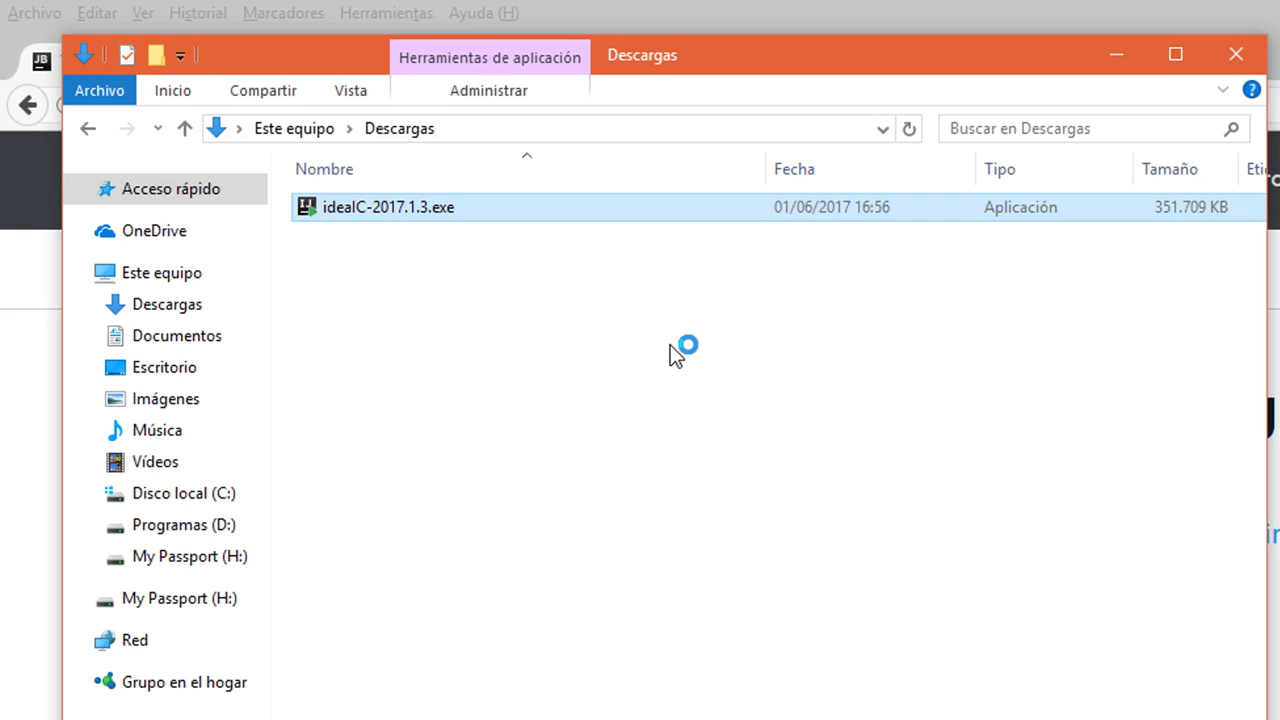 Archivo Editar Ver Historial Marcadores Herramientas Ayuda (H)
JB
Herramientas de aplicación Descargas
Archivo Inicio Compartir Vista Administrar
Este equipo Descargas Buscar en Descargas
Nombre Fecha Tipo Tamaño Eti
ideaIC-2017.1.3.exe 01/06/2017 16:56 Aplicación 351.709 KB
Acceso rápido
OneDrive
Este equipo
Descargas
Documentos
Escritorio
Imágenes
Música
Vídeos
Disco local (C:)
Programas (D:)
My Passport (H:)
My Passport (H:)
Red
Grupo en el hogar